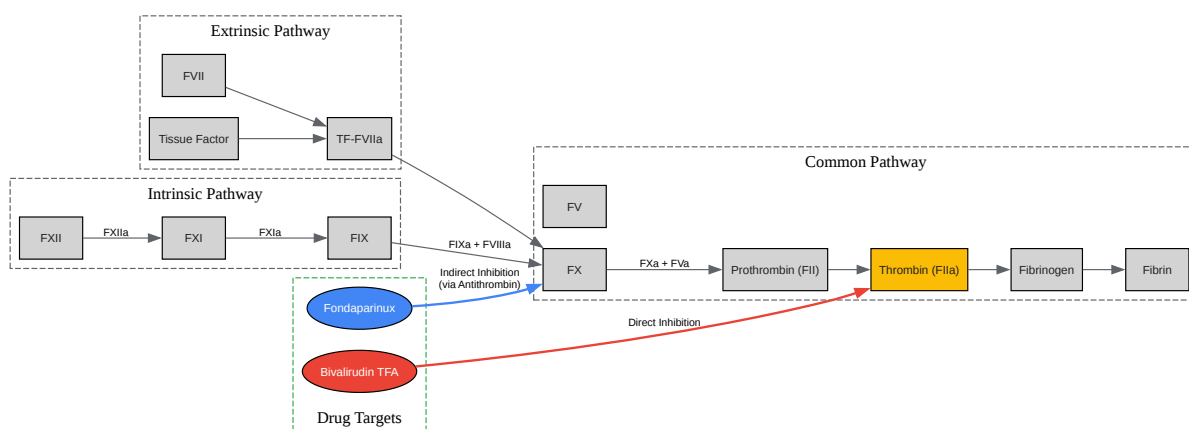 Extrinsic Pathway
FVII
Tissue Factor
TF-FVIIa
Intrinsic Pathway
FXII
FXIIa
FXI
FXIa
FIX
FIXa + FVIIIa
Common Pathway
FV
FX
FXa + FVa
Prothrombin (FII)
Thrombin (FIIa)
Fibrinogen
Fibrin
Indirect Inhibition
(via Antithrombin)
Fondaparinux
Direct Inhibition
Bivalirudin TFA
Drug Targets